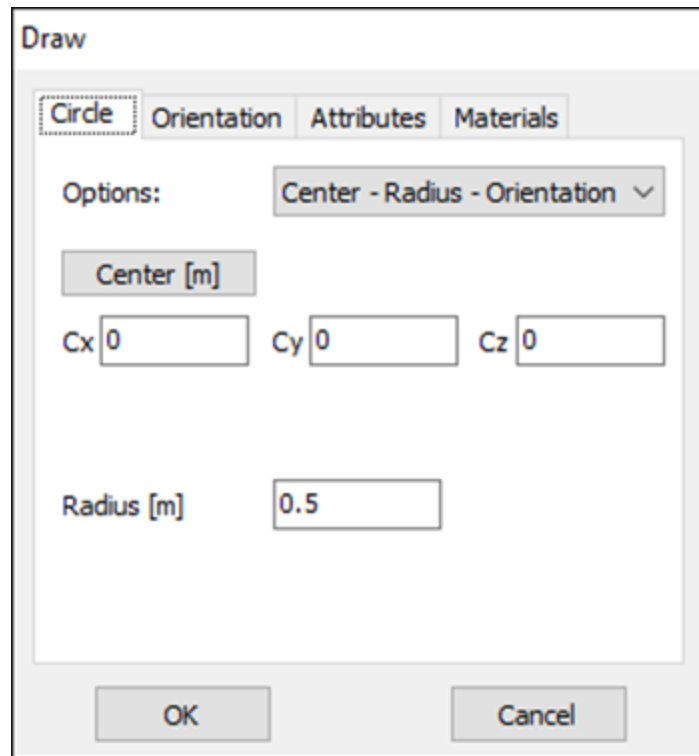 Draw
Circle Orientation Attributes Materials
Options: Center - Radius - Orientation
Center [m]
Cx 0 Cy 0 Cz 0
Radius [m] 0.5
OK Cancel